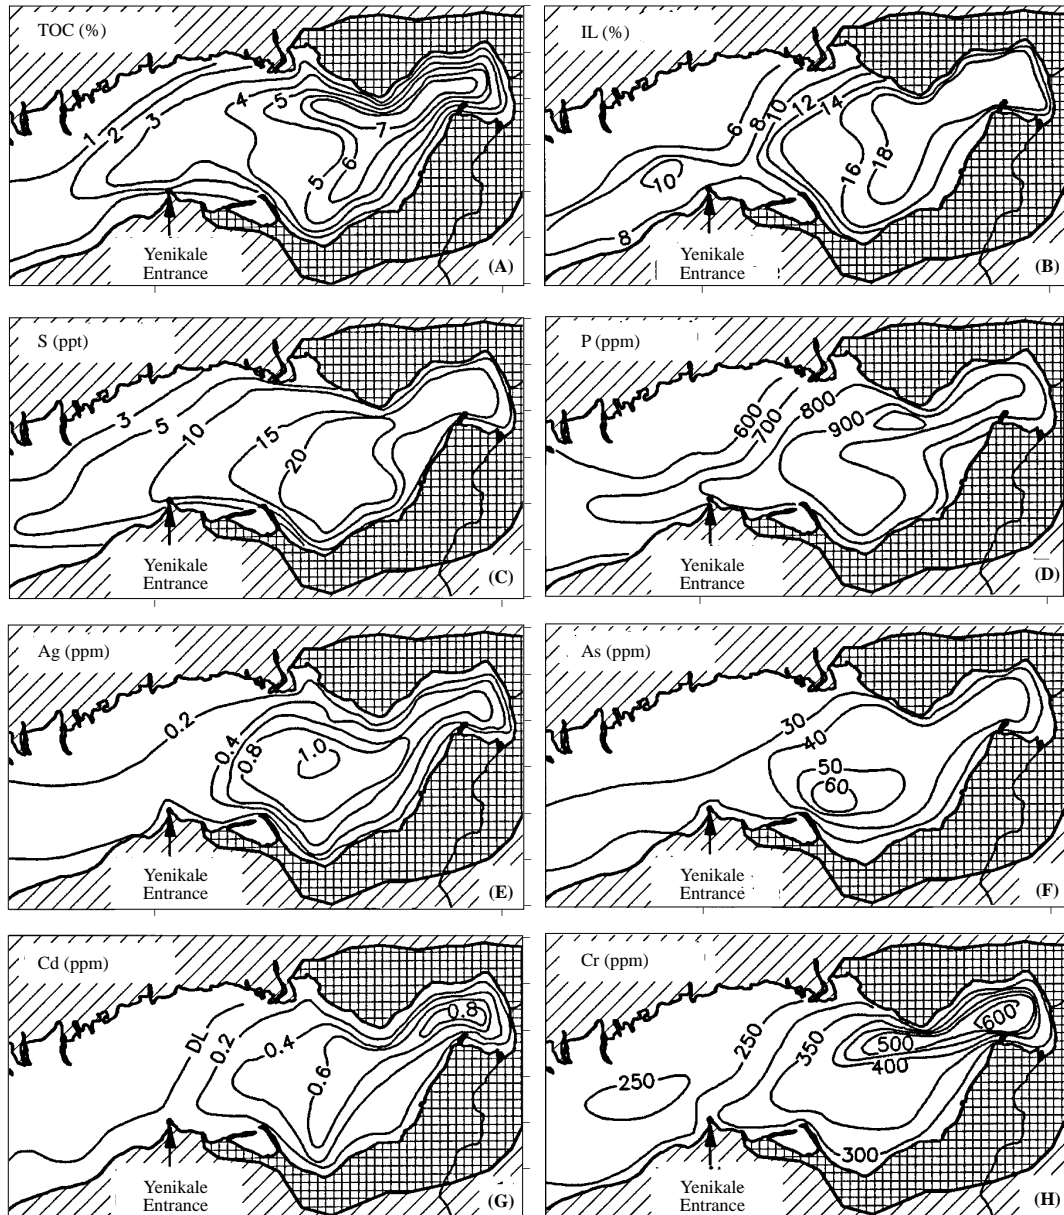 TOC (%)
1
2
3
4
5
7
6
5
Yenikale
Entrance
(A)
IL (%)
6
8
10
12
14
16
18
10
8
Yenikale
Entrance
(B)
S (ppt)
3
5
10
15
20
Yenikale
Entrance
(C)
P (ppm)
600
700
800
900
Yenikale
Entrance
(D)
Ag (ppm)
0.2
0.4
0.8
1.0
Yenikale
Entrance
(E)
As (ppm)
30
40
50
60
Yenikale
Entrance
(F)
Cd (ppm)
DL
0.2
0.4
0.6
0.8
Yenikale
Entrance
(G)
Cr (ppm)
250
250
350
500
400
600
300
Yenikale
Entrance
(H)